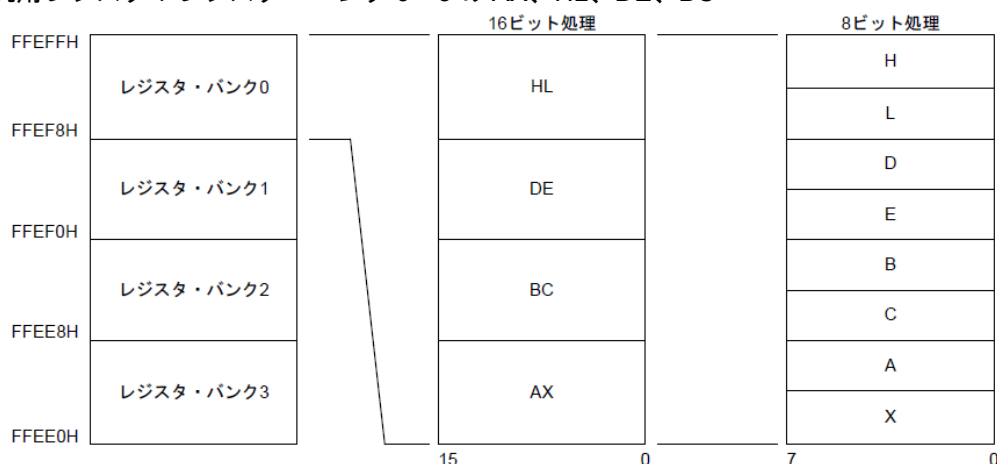 16ビット処理
8ビット処理
FFEFFH
レジスタ・バンク0
HL
H
L
FFEF8H
レジスタ・バンク1
DE
D
E
FFEF0H
レジスタ・バンク2
BC
B
C
FFEE8H
レジスタ・バンク3
AX
A
X
FFEE0H
15
0
7
0